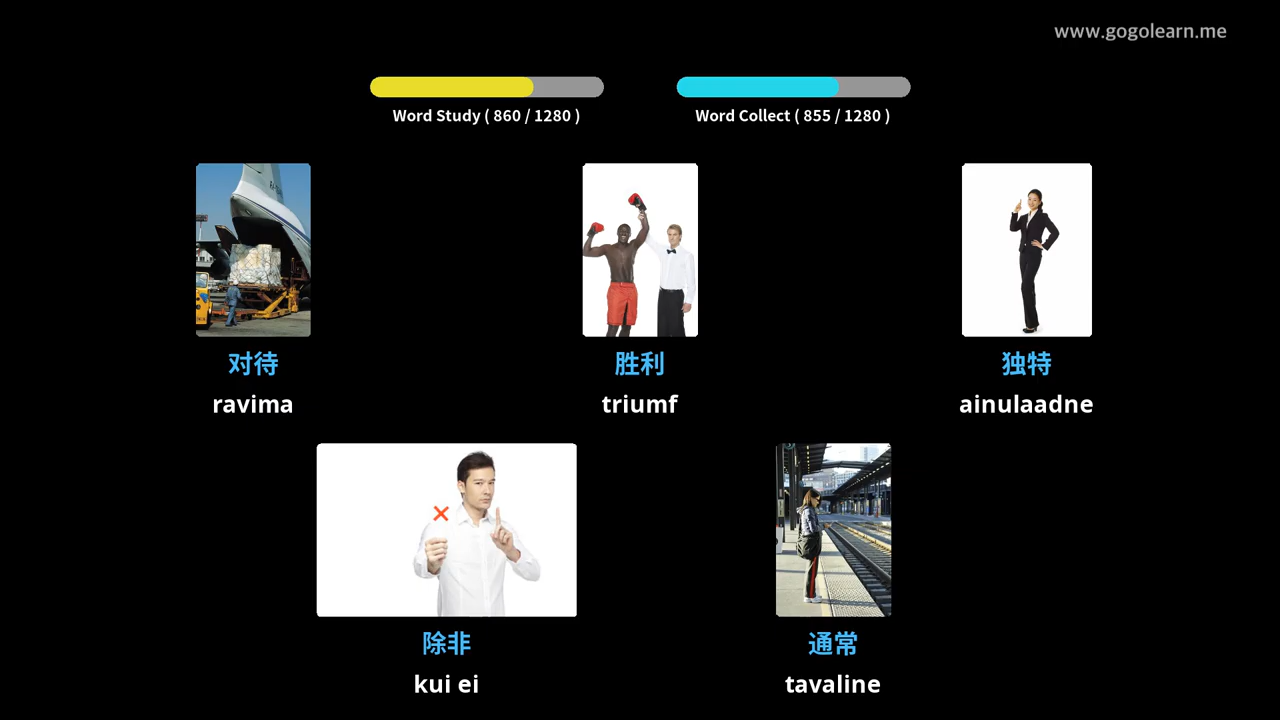 www.gogolearn.me
Word Study ( 860 / 1280 )
Word Collect ( 855 / 1280 )
对待
ravima
胜利
triumf
独特
ainulaadne
除非
kui ei
通常
tavaline